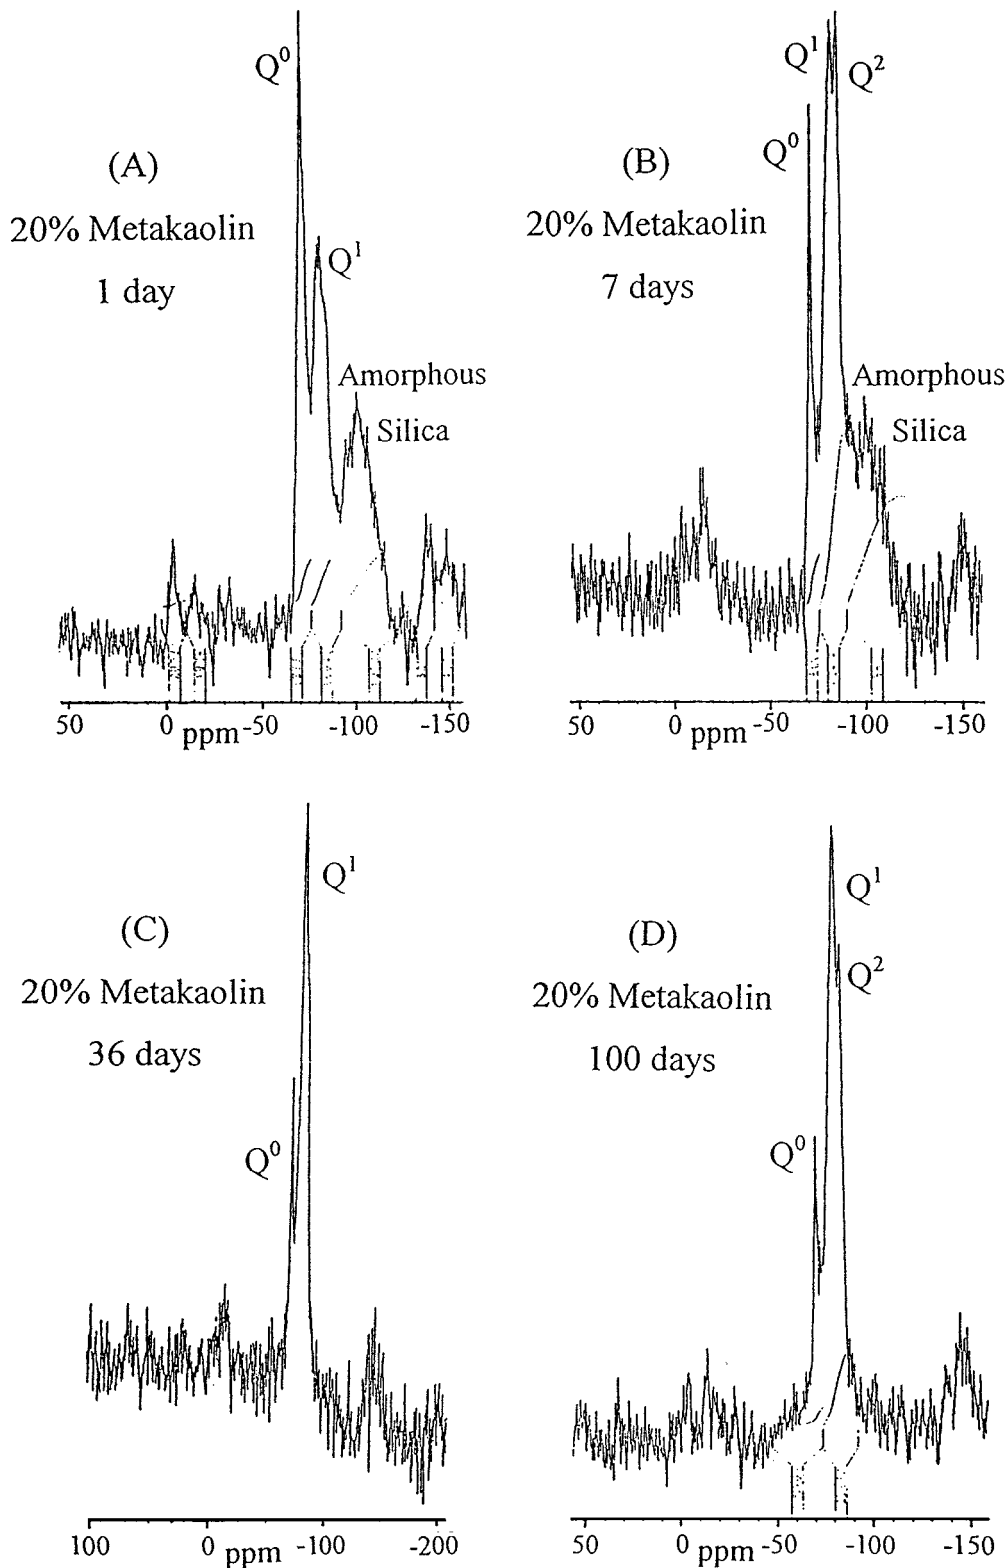 Q⁰
(A)
20% Metakaolin
1 day
Q¹
Amorphous
Silica
50 0 ppm -50 -100 -150
Q¹
Q²
(B)
Q⁰
20% Metakaolin
7 days
Amorphous
Silica
50 0 ppm -50 -100 -150
Q¹
(C)
20% Metakaolin
36 days
Q⁰
100 0 ppm -100 -200
Q¹
(D)
Q²
20% Metakaolin
100 days
Q⁰
50 0 ppm -50 -100 -150